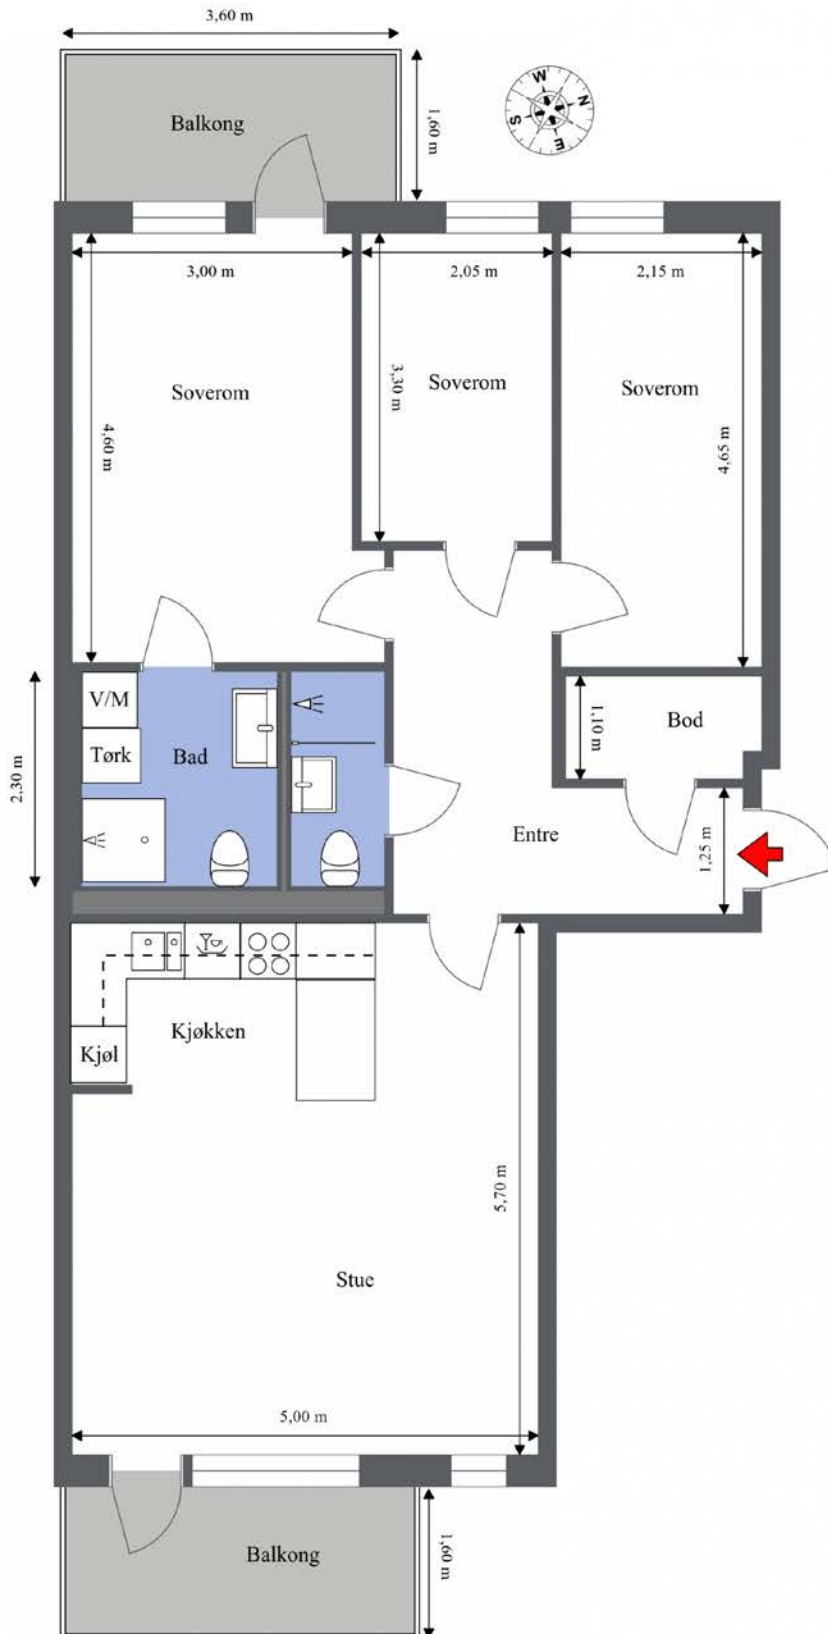 3,60 m
Balkong
1,60 m
W
N
S
E
3,00 m
2,05 m
2,15 m
Soverom
Soverom
Soverom
3,30 m
4,60 m
4,65 m
V/M
Tørk
Bad
2,30 m
1,10 m
Bod
Entre
1,25 m
Kjøkken
Kjøl
5,70 m
Stue
5,00 m
Balkong
1,60 m